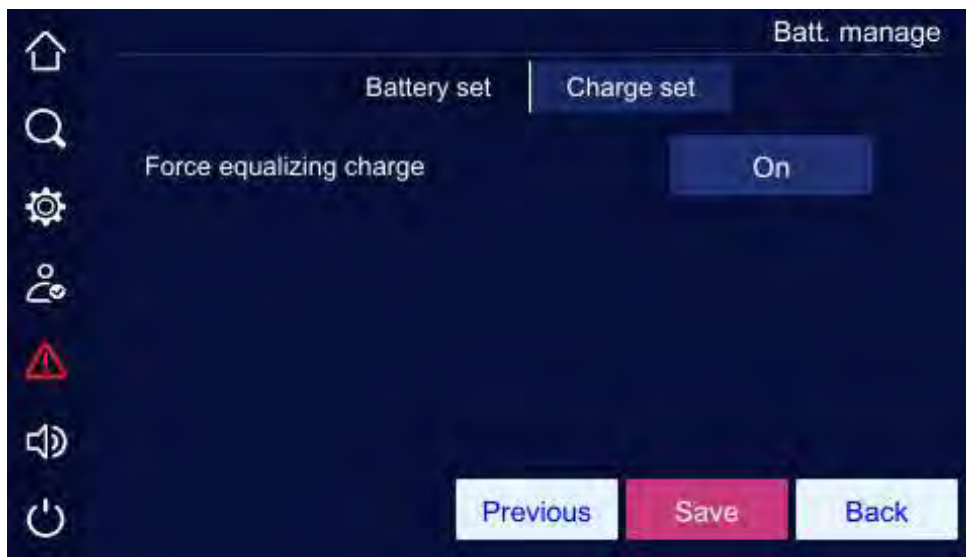 Batt. manage
Battery set Charge set
Force equalizing charge On
Previous Save Back